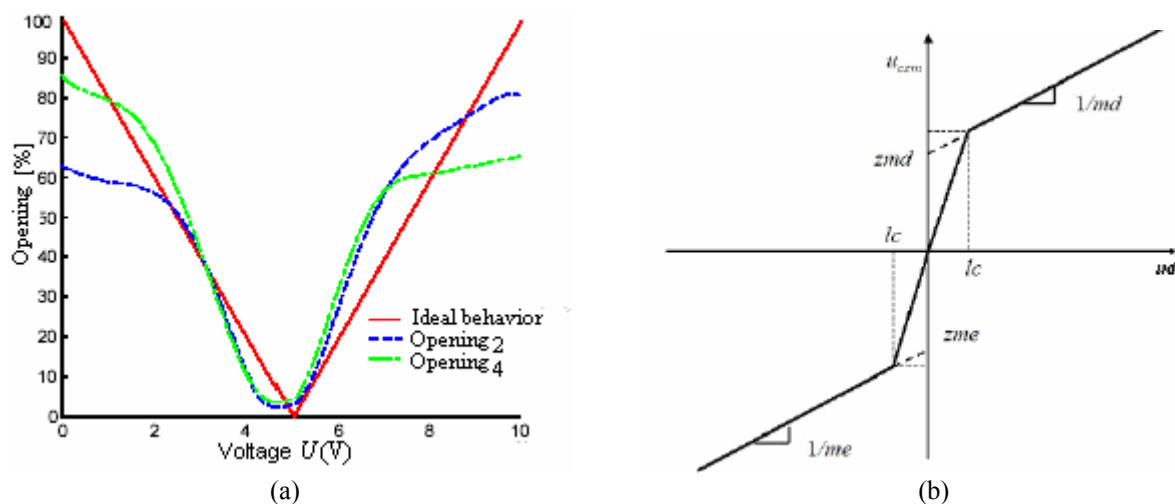 100
90
80
70
60
50
40
30
20
10
0
Opening [%]
0 2 4 6 8 10
Voltage U(V)
Ideal behavior
Opening 2
Opening 4
(a)
u_czm
1/md
zmd
lc
lc
ud
zme
1/me
(b)